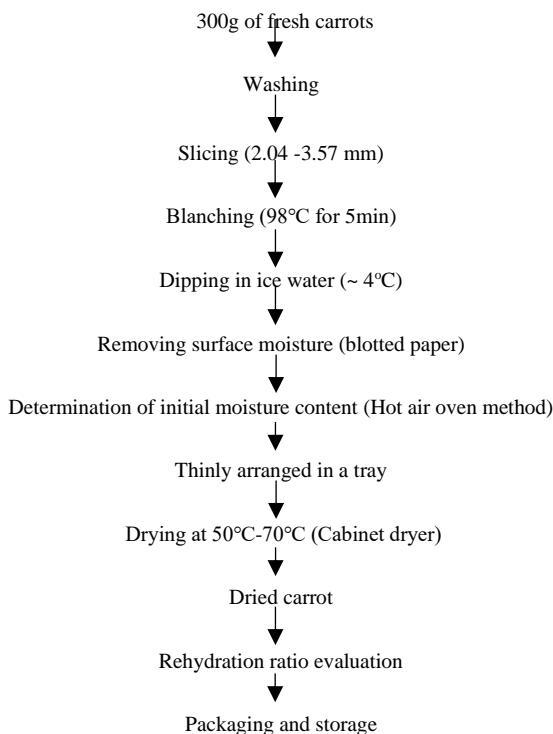 300g of fresh carrots
Washing
Slicing (2.04 -3.57 mm)
Blanching (98°C for 5min)
Dipping in ice water (~ 4°C)
Removing surface moisture (blotted paper)
Determination of initial moisture content (Hot air oven method)
Thinly arranged in a tray
Drying at 50°C-70°C (Cabinet dryer)
Dried carrot
Rehydration ratio evaluation
Packaging and storage